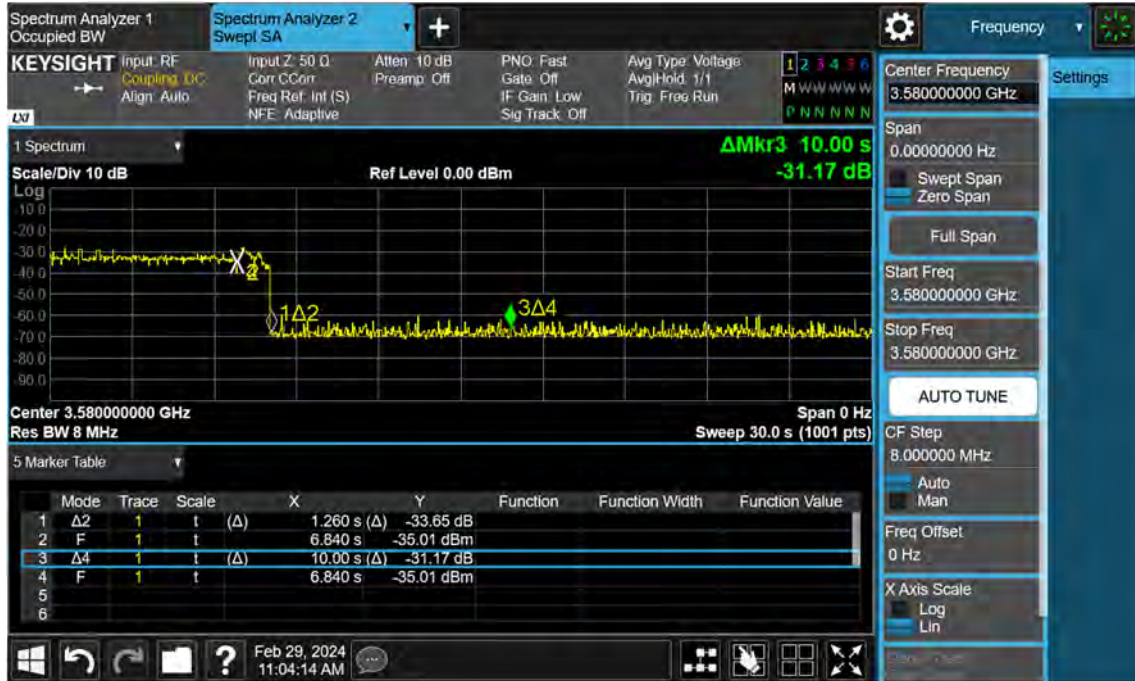 Spectrum Analyzer 1
Occupied BW
Spectrum Analyzer 2
Swept SA
Frequency
KEYSIGHT
Input: RF
Coupling: DC
Align: Auto
Input Z: 50 Ω
Corr CCorr
Freq Ref: Int (S)
NFE: Adaptive
Atten: 10 dB
Preamp: Off
PNO: Fast
Gate: Off
IF Gain: Low
Sig Track: Off
Avg Type: Voltage
Avg|Hold: 1/1
Trig: Free Run
1 2 3 4 5 6
M W W W W W
P N N N N N
LXI
Center Frequency
3.580000000 GHz
Settings
Span
0.00000000 Hz
Swept Span
Zero Span
Full Span
Start Freq
3.580000000 GHz
Stop Freq
3.580000000 GHz
AUTO TUNE
CF Step
8.000000 MHz
Auto
Man
Freq Offset
0 Hz
X Axis Scale
Log
Lin
1 Spectrum
ΔMkr3 10.00 s
-31.17 dB
Scale/Div 10 dB
Ref Level 0.00 dBm
Log
-10.0
-20.0
-30.0
-40.0
-50.0
-60.0
-70.0
-80.0
-90.0
1Δ2
3Δ4
Center 3.580000000 GHz
Span 0 Hz
Res BW 8 MHz
Sweep 30.0 s (1001 pts)
5 Marker Table
Mode Trace Scale X Y Function Function Width Function Value
1 Δ2 1 t (Δ) 1.260 s (Δ) -33.65 dB
2 F 1 t 6.840 s -35.01 dBm
3 Δ4 1 t (Δ) 10.00 s (Δ) -31.17 dB
4 F 1 t 6.840 s -35.01 dBm
5
6
?
Feb 29, 2024
11:04:14 AM